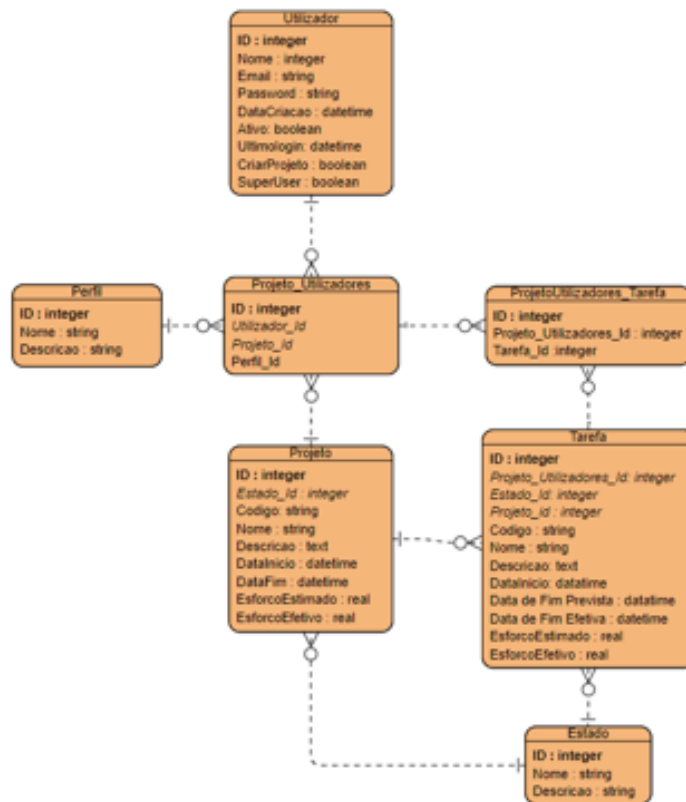 Utilizador
ID : integer
Nome : integer
Email : string
Password : string
DataCriacao : datetime
Ativo: boolean
Ultimologin: datetime
CriarProjeto : boolean
SuperUser : boolean
Perfil
ID : integer
Nome : string
Descricao : string
Projeto_Utilizadores
ID : integer
Utilizador_Id
Projeto_Id
Perfil_Id
ProjetoUtilizadores_Tarefa
ID : integer
Projeto_Utilizadores_Id : integer
Tarefa_Id :integer
Projeto
ID : integer
Estado_Id : integer
Codigo: string
Nome : string
Descricao : text
DataInicio : datetime
DataFim : datetime
EsforcoEstimado : real
EsforcoEfetivo : real
Tarefa
ID : integer
Projeto_Utilizadores_Id: integer
Estado_Id: integer
Projeto_id : integer
Codigo : string
Nome : string
Descricao: text
DataInicio: datatime
Data de Fim Prevista : datatime
Data de Fim Efetiva : datetime
EsforcoEstimado : real
EsforcoEfetivo : real
Estado
ID : integer
Nome : string
Descricao : string